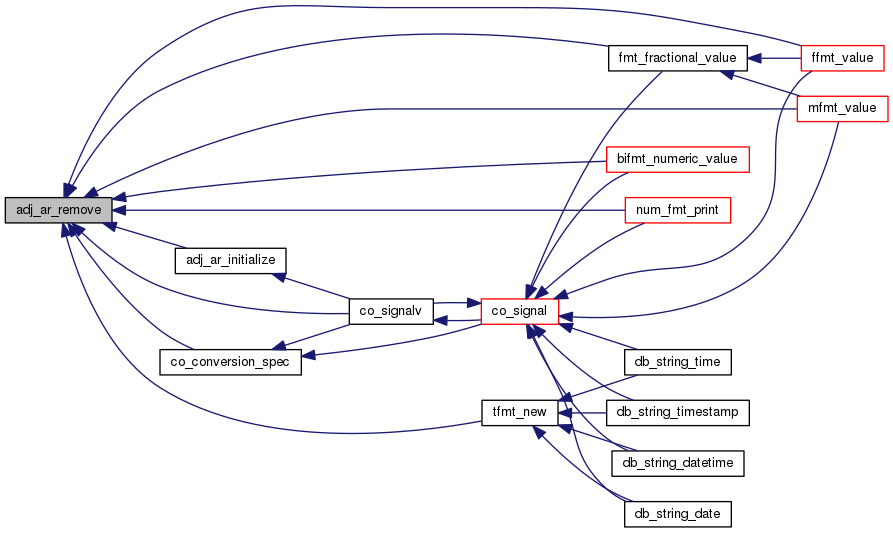 fmt_fractional_value
ffmt_value
mfmt_value
bifmt_numeric_value
adj_ar_remove
num_fmt_print
adj_ar_initialize
co_signalv
co_signal
co_conversion_spec
db_string_time
tfmt_new
db_string_timestamp
db_string_datetime
db_string_date